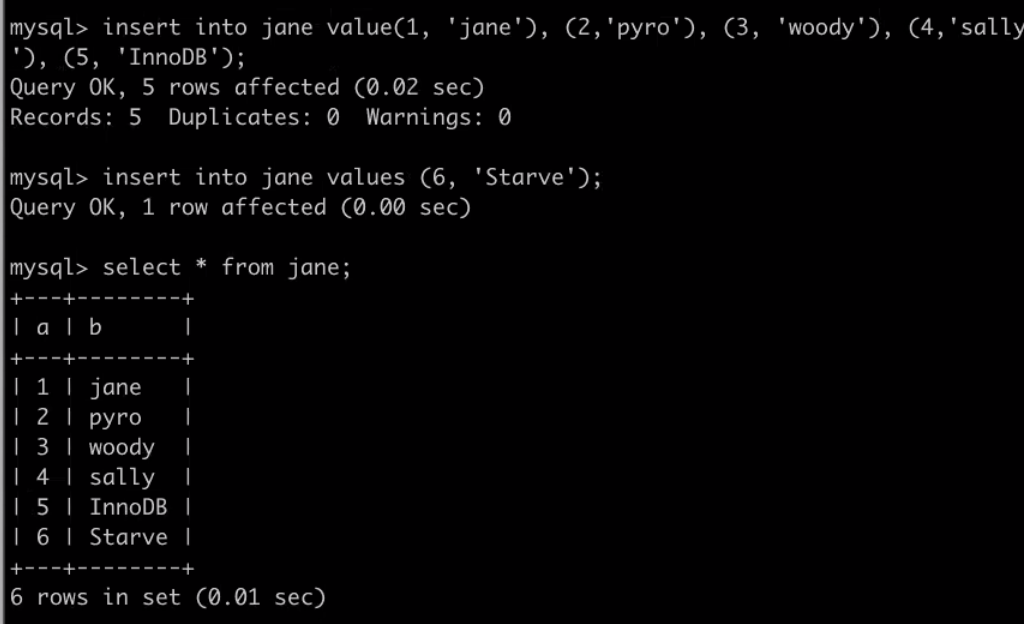 mysql> insert into jane value(1, 'jane'), (2,'pyro'), (3, 'woody'), (4,'sally
'), (5, 'InnoDB');
Query OK, 5 rows affected (0.02 sec)
Records: 5  Duplicates: 0  Warnings: 0
mysql> insert into jane values (6, 'Starve');
Query OK, 1 row affected (0.00 sec)
mysql> select * from jane;
+---+--------+
| a | b      |
+---+--------+
| 1 | jane   |
| 2 | pyro   |
| 3 | woody  |
| 4 | sally  |
| 5 | InnoDB |
| 6 | Starve |
+---+--------+
6 rows in set (0.01 sec)